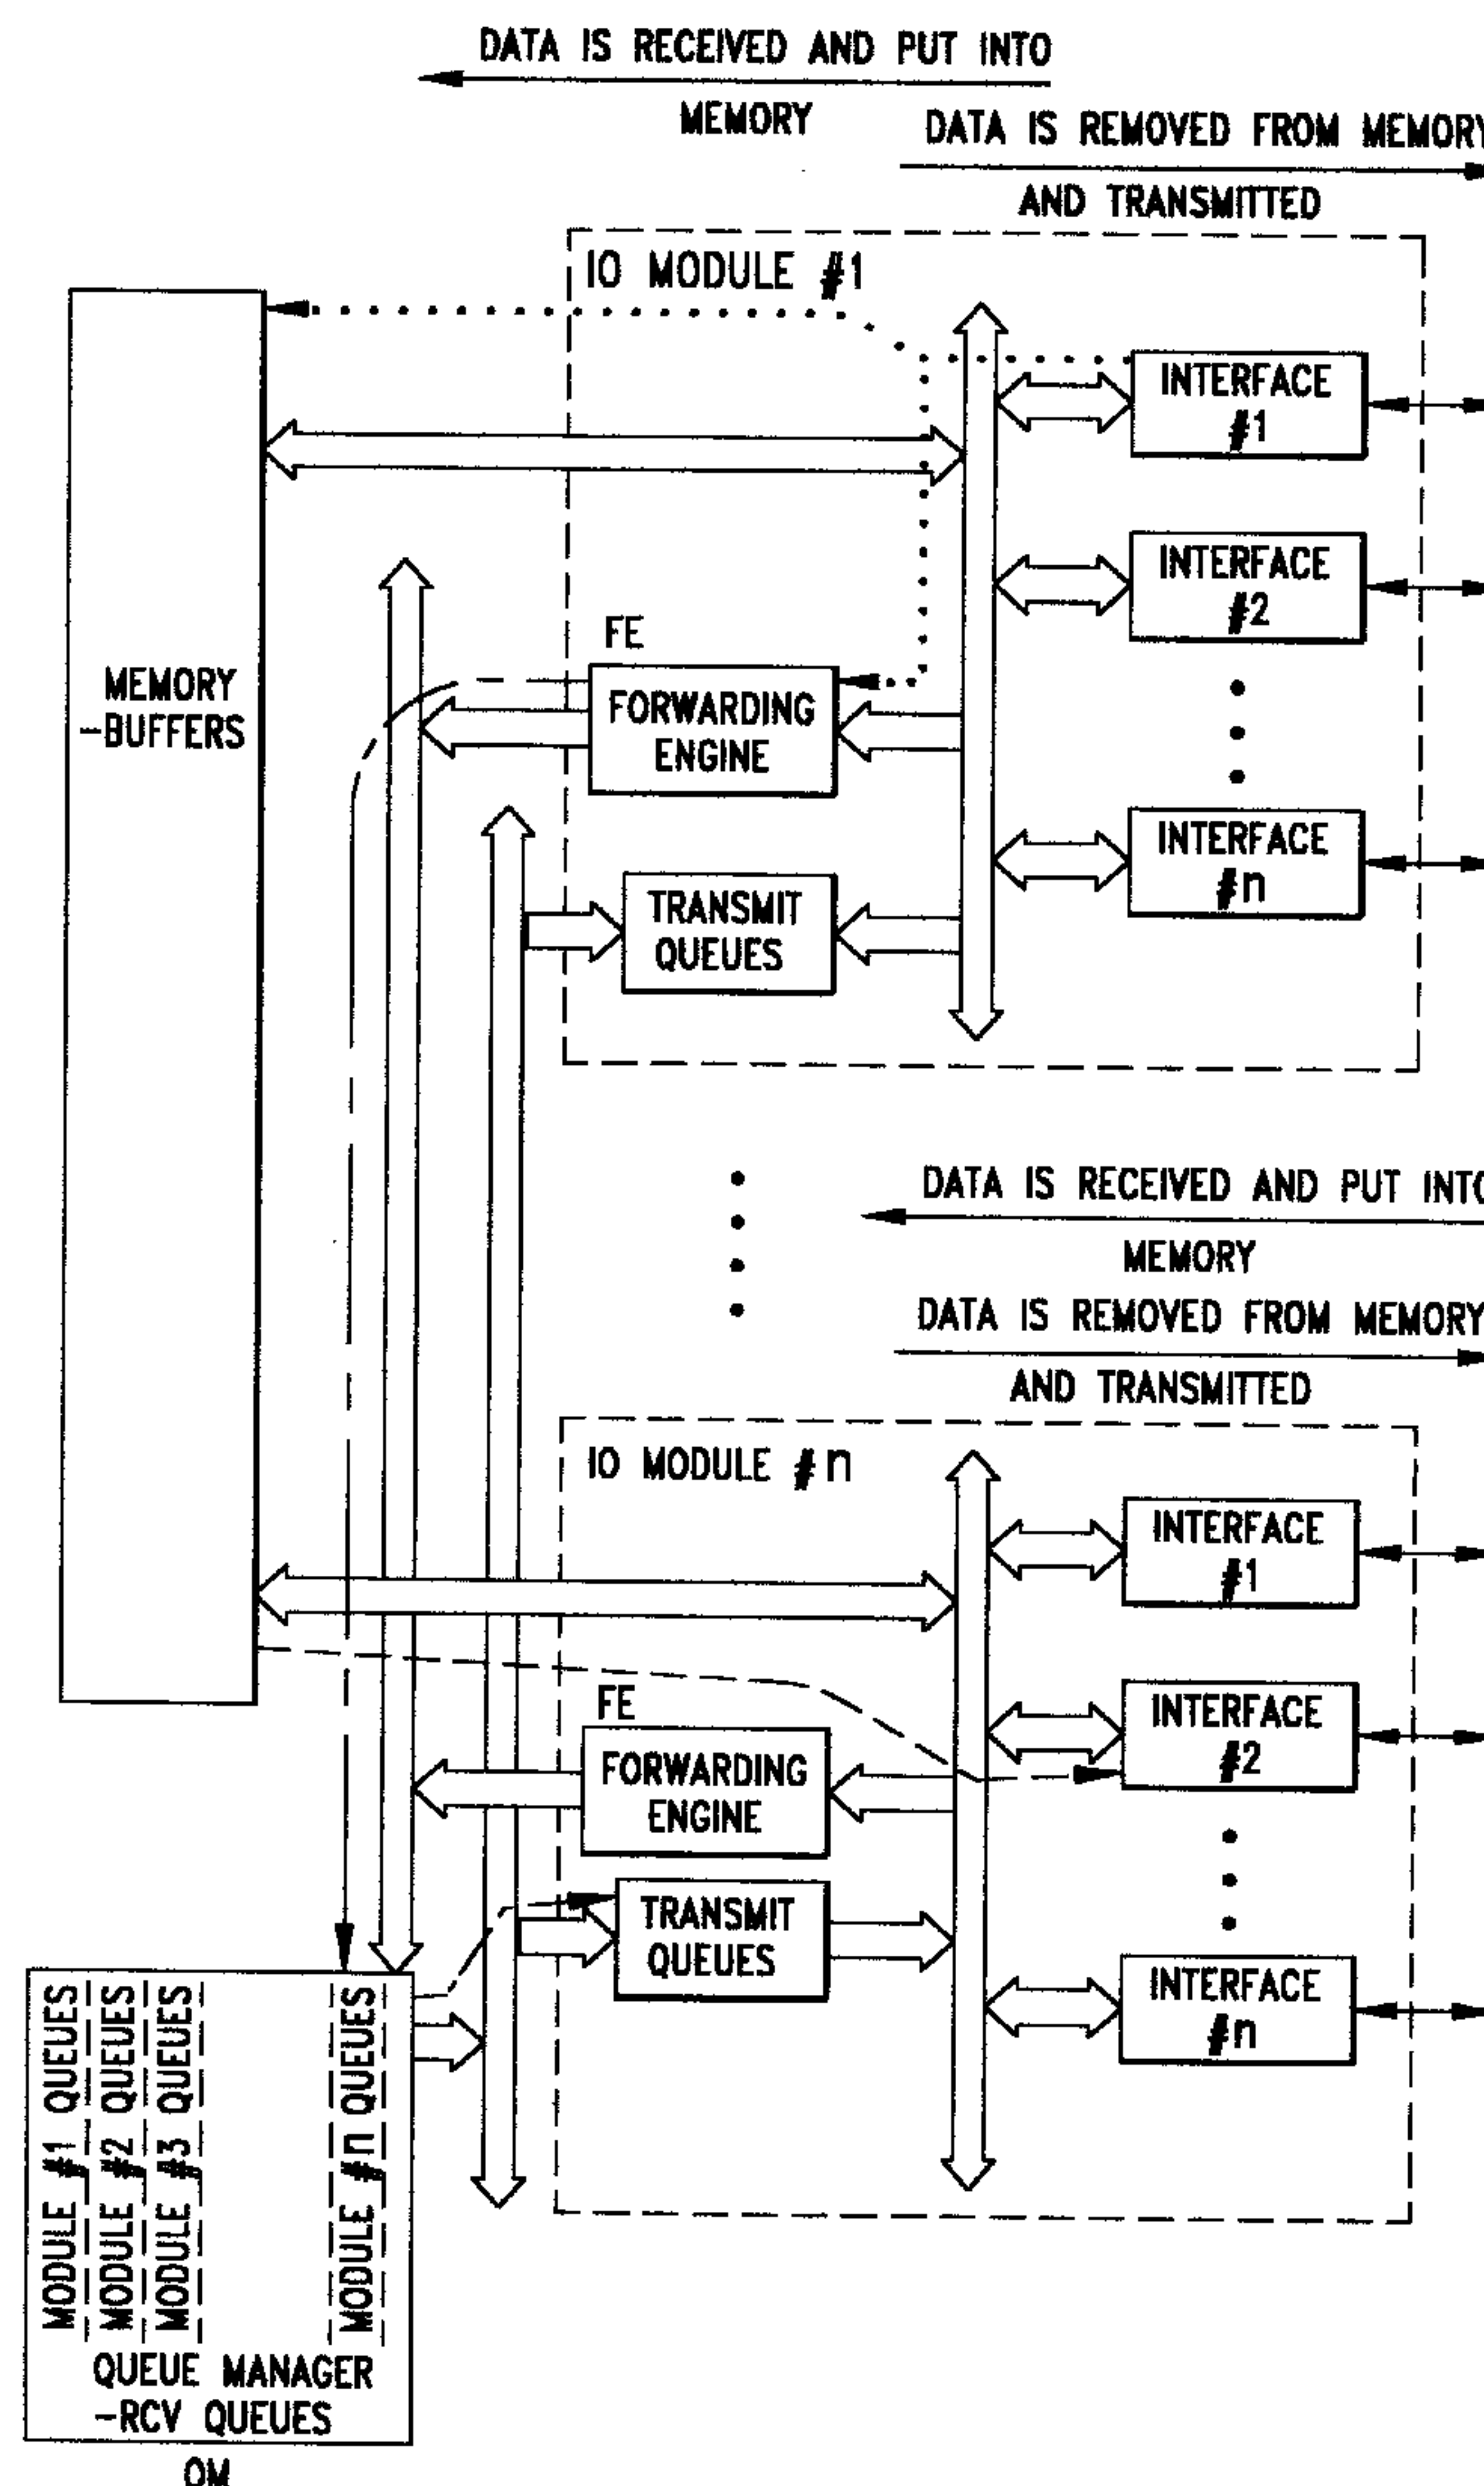 DATA IS RECEIVED AND PUT INTO
MEMORY
DATA IS REMOVED FROM MEMORY
AND TRANSMITTED
IO MODULE #1
INTERFACE
#1
INTERFACE
#2
MEMORY
-BUFFERS
FE
FORWARDING
ENGINE
INTERFACE
#n
TRANSMIT
QUEUES
DATA IS RECEIVED AND PUT INTO
MEMORY
DATA IS REMOVED FROM MEMORY
AND TRANSMITTED
IO MODULE #n
INTERFACE
#1
FE
INTERFACE
#2
FORWARDING
ENGINE
TRANSMIT
QUEUES
INTERFACE
#n
MODULE #1 QUEUES
MODULE #2 QUEUES
MODULE #3 QUEUES
MODULE #n QUEUES
QUEUE MANAGER
-RCV QUEUES
QM